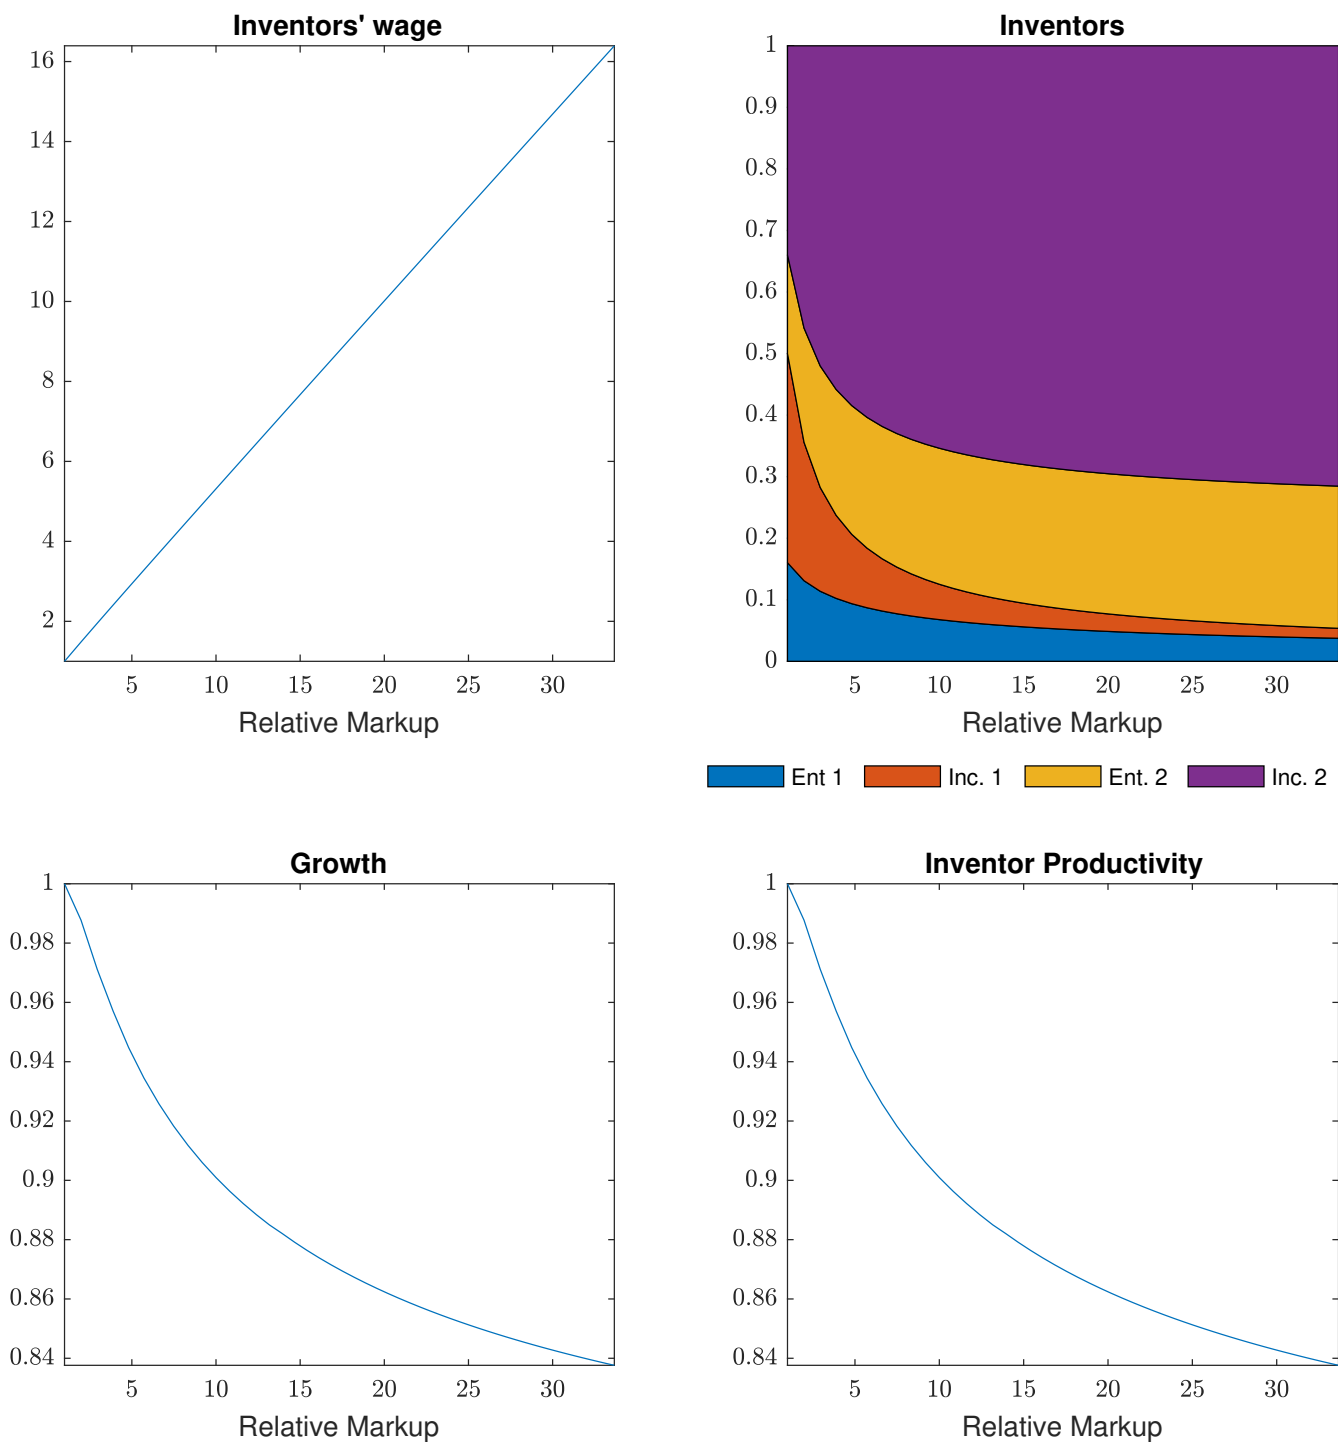 Inventors' wage
16
14
12
10
8
6
4
2
5 10 15 20 25 30
Relative Markup
Inventors
1
0.9
0.8
0.7
0.6
0.5
0.4
0.3
0.2
0.1
0
5 10 15 20 25 30
Relative Markup
Ent 1 Inc. 1 Ent. 2 Inc. 2
Growth
1
0.98
0.96
0.94
0.92
0.9
0.88
0.86
0.84
5 10 15 20 25 30
Relative Markup
Inventor Productivity
1
0.98
0.96
0.94
0.92
0.9
0.88
0.86
0.84
5 10 15 20 25 30
Relative Markup